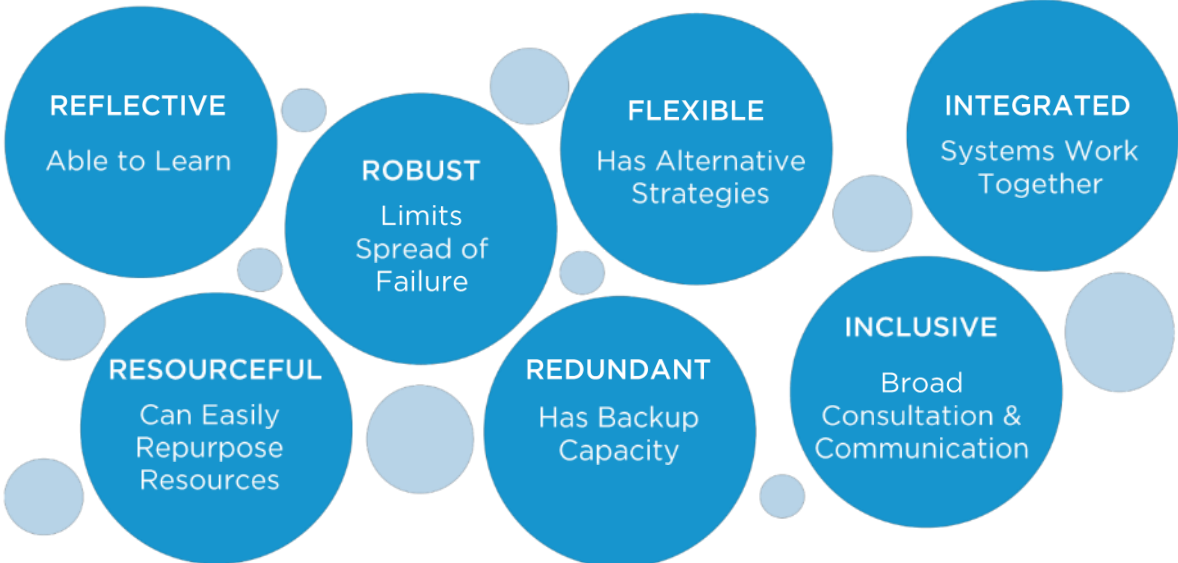 REFLECTIVE
Able to Learn
ROBUST
Limits
Spread of
Failure
FLEXIBLE
Has Alternative
Strategies
INTEGRATED
Systems Work
Together
RESOURCEFUL
Can Easily
Repurpose
Resources
REDUNDANT
Has Backup
Capacity
INCLUSIVE
Broad
Consultation &
Communication